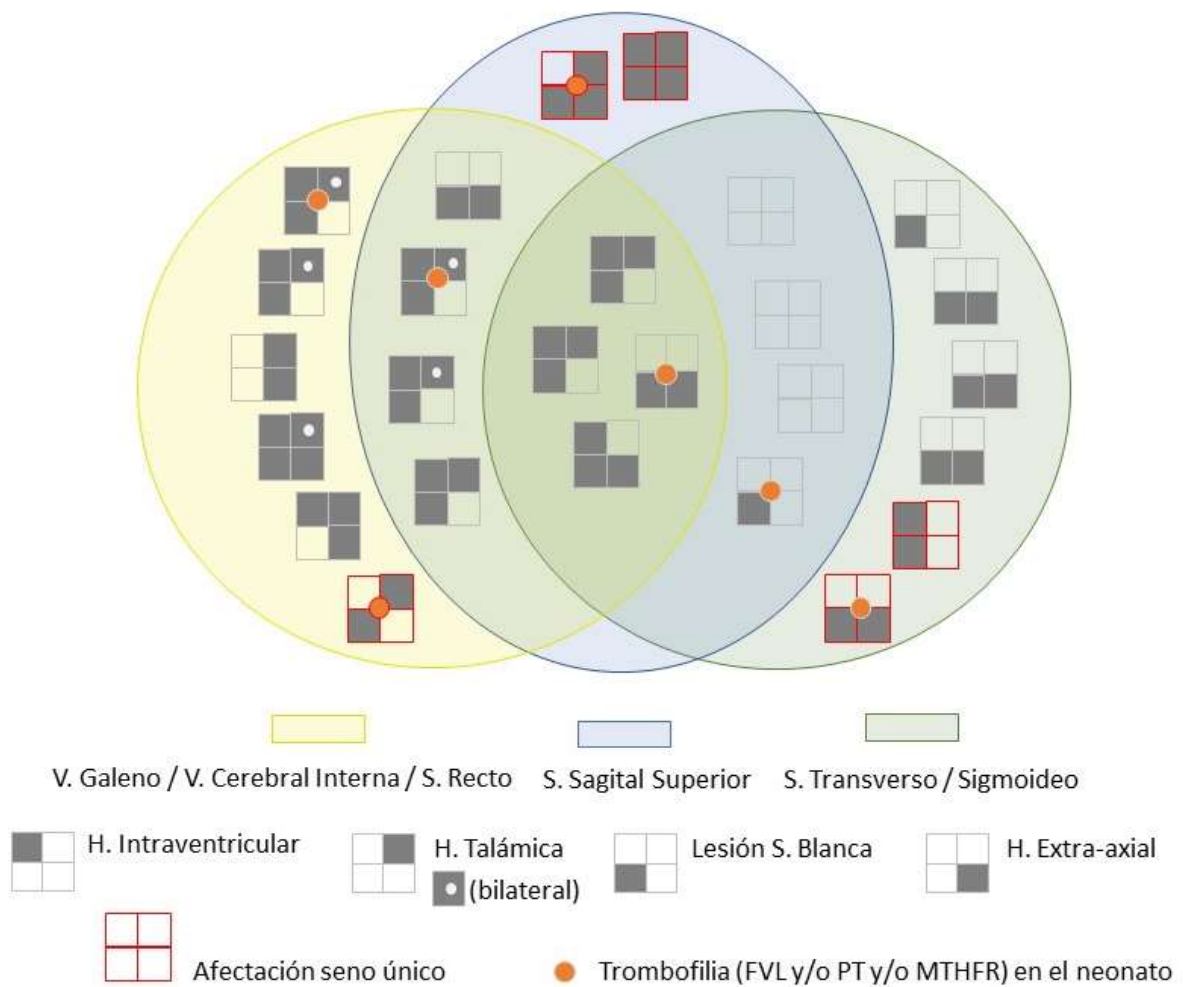 V. Galeno / V. Cerebral Interna / S. Recto
S. Sagital Superior
S. Transverso / Sigmoideo
H. Intraventricular
H. Talámica
(bilateral)
Lesión S. Blanca
H. Extra-axial
Afectación seno único
Trombofilia (FVL y/o PT y/o MTHFR) en el neonato